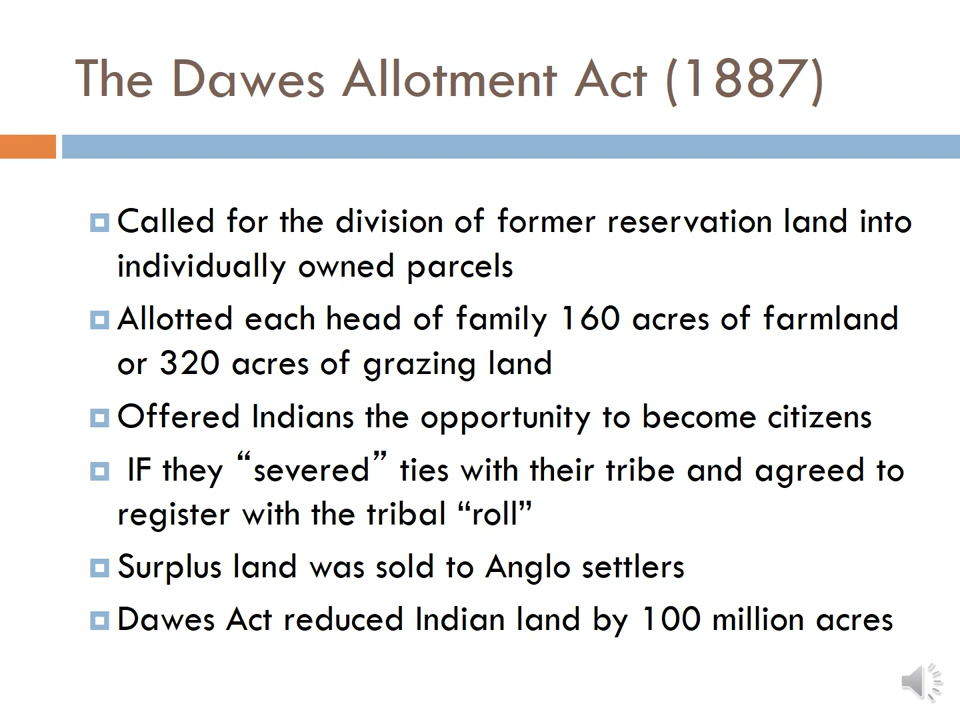 The Dawes Allotment Act (1887)
Called for the division of former reservation land into
individually owned parcels
Allotted each head of family 160 acres of farmland
or 320 acres of grazing land
Offered Indians the opportunity to become citizens
IF they “severed” ties with their tribe and agreed to
register with the tribal “roll”
Surplus land was sold to Anglo settlers
Dawes Act reduced Indian land by 100 million acres